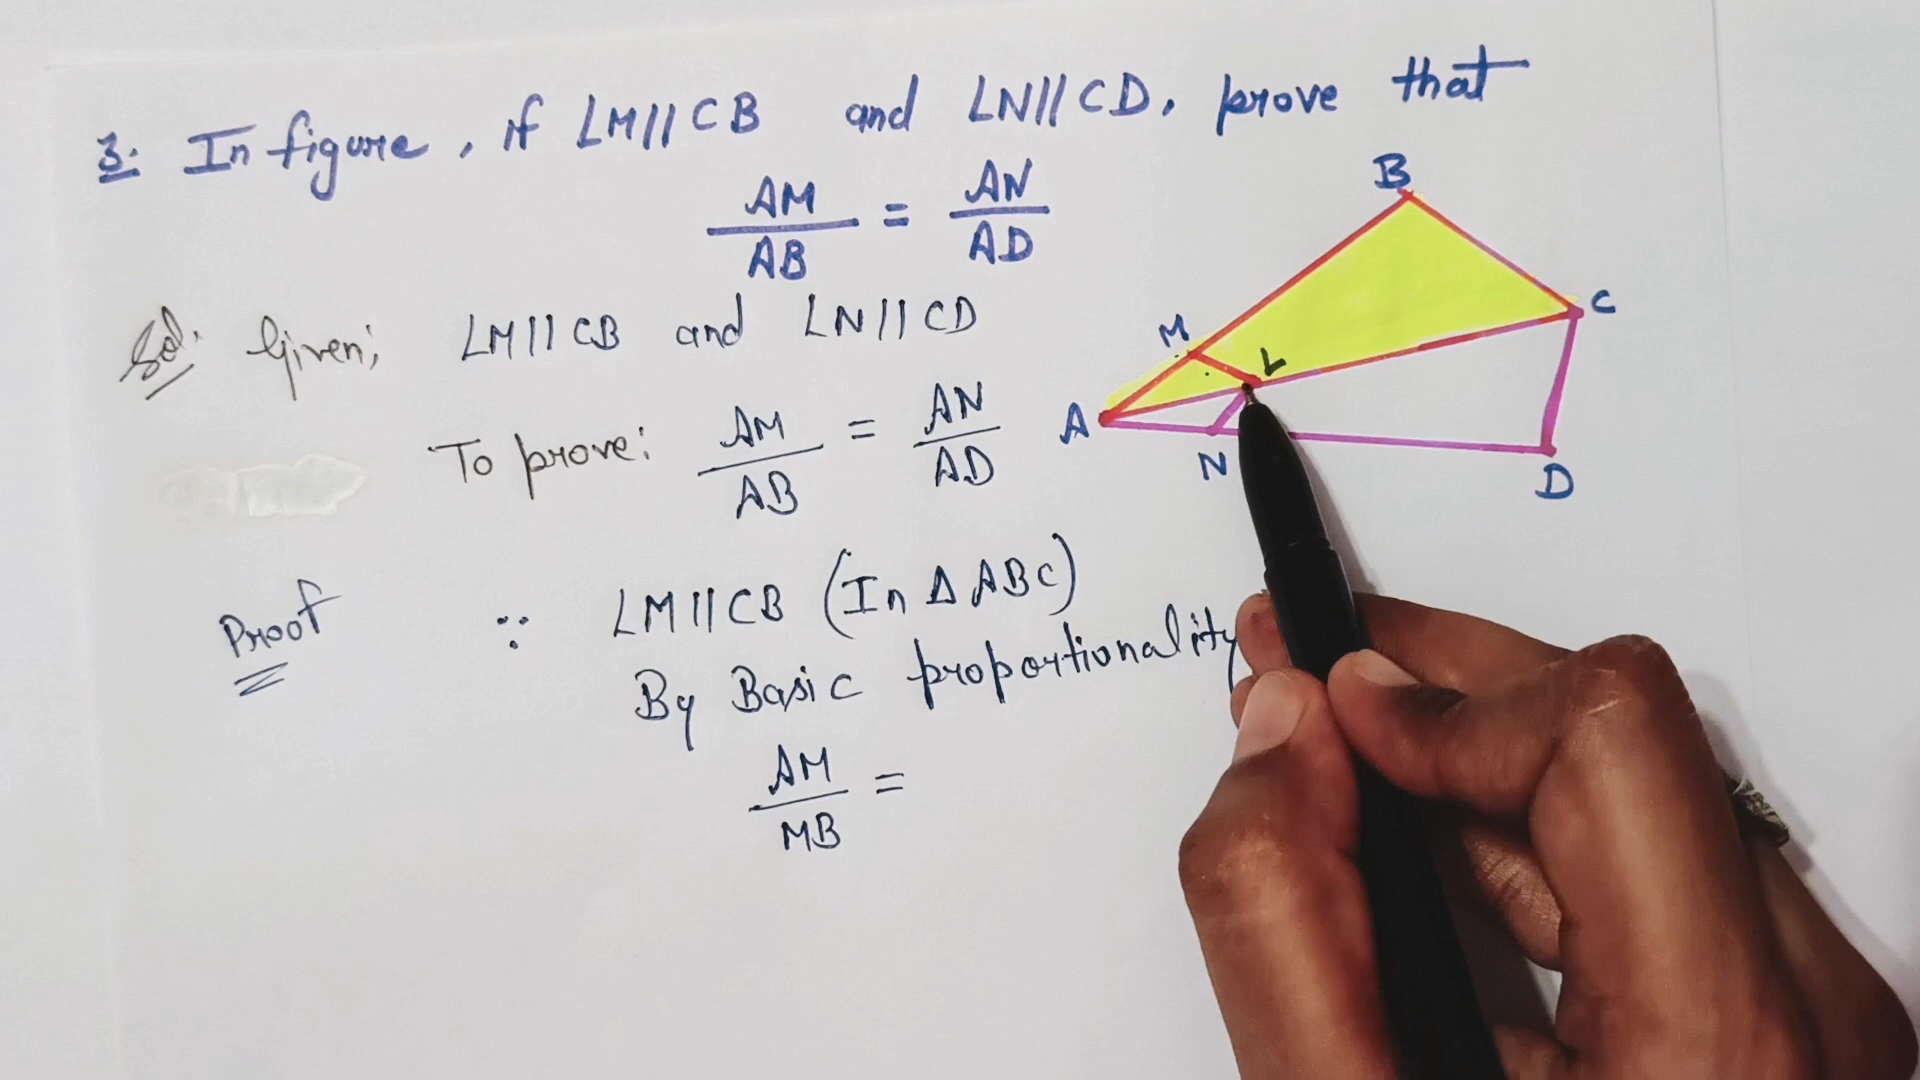 3. In figure, if LM||CB and LN||CD, prove that
AM/AB = AN/AD
Sol. Given; LM||CB and LN||CD
To prove: AM/AB = AN/AD
Proof ∵ LM||CB (In Δ ABC)
By Basic proportionality
AM/MB =
B
C
M
L
A
N
D